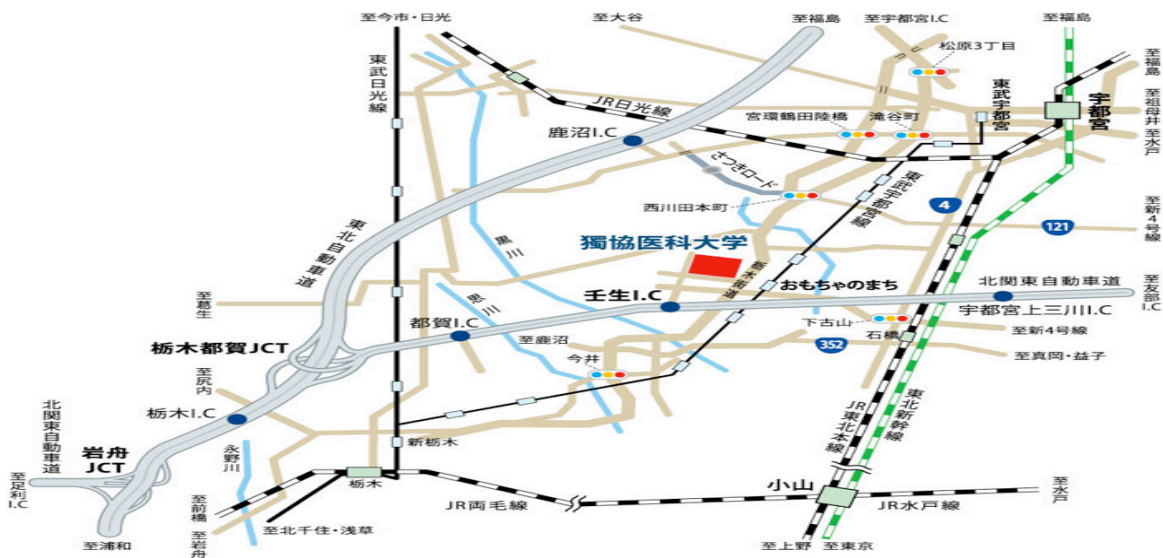 至今市・日光
至大谷
至福島
至宇都宮I.C
至福島
松原3丁目
至福島
東武日光線
JR日光線
東武宇都宮
宇都宮
至祖母井
宮環鶴田陸橋
滝谷町
至水戸
鹿沼I.C
さつきロード
東武宇都宮線
西川田本町
4
至新4号線
121
東北自動車道
黒川
獨協医科大学
栃木街道
おもちゃのまち
北関東自動車道
至友部I.C
至葛生
思川
壬生I.C
宇都宮上三川I.C
都賀I.C
下古山
石橋
至新4号線
栃木都賀JCT
至鹿沼
352
至真岡・益子
今井
至尻内
栃木I.C
北関東自動車道
岩舟
JCT
永野川
新栃木
JR東北本線
東北新幹線
至足利I.C
栃木
小山
至水戸
至前橋
JR両毛線
JR水戸線
至北千住・浅草
至浦和
至岩舟
至上野
至東京